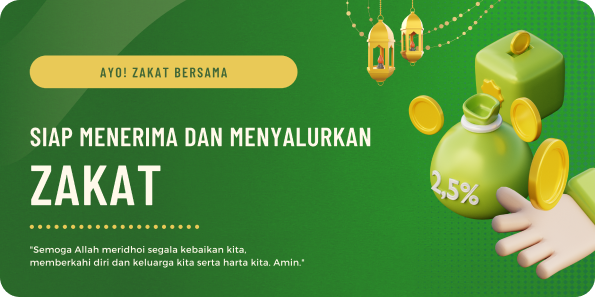 AYO! ZAKAT BERSAMA
SIAP MENERIMA DAN MENYALURKAN
ZAKAT
"Semoga Allah meridhoi segala kebaikan kita,
memberkahi diri dan keluarga kita serta harta kita. Amin."
2,5%